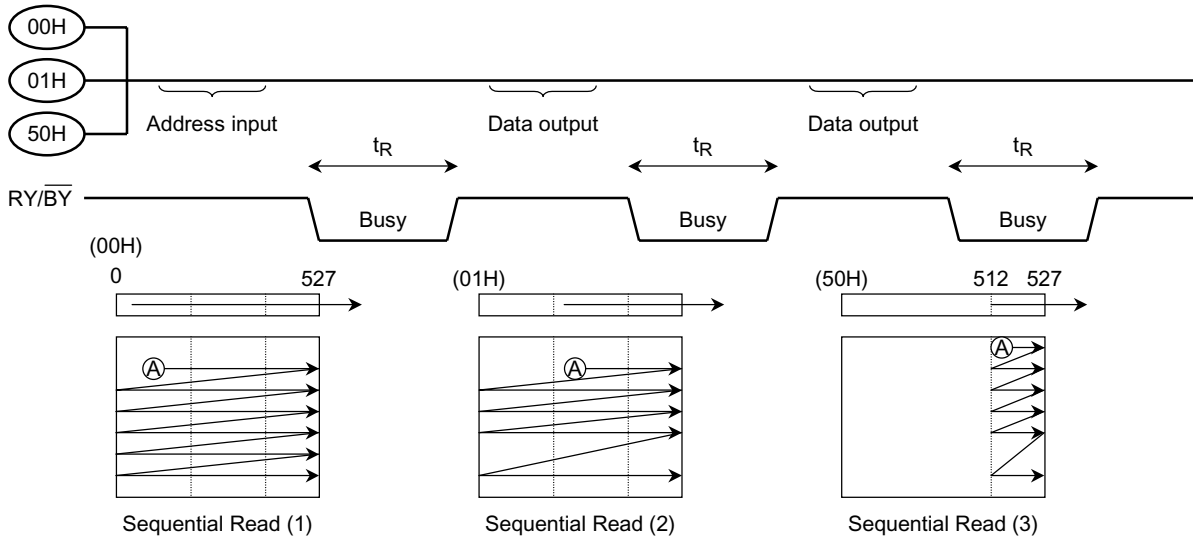 00H
01H
50H
Address input
Data output
Data output
tR
tR
tR
RY/BY
Busy
Busy
Busy
(00H)
0
527
(01H)
(50H)
512
527
A
A
A
Sequential Read (1)
Sequential Read (2)
Sequential Read (3)